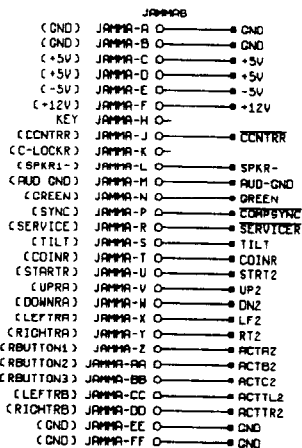 JAMMAB
(GND) JAMMA-A GND
(GND) JAMMA-B GND
(+5V) JAMMA-C +5V
(+5V) JAMMA-D +5V
(-5V) JAMMA-E -5V
(+12V) JAMMA-F +12V
KEY JAMMA-H
(CCNTRR) JAMMA-J CCNTRR
(C-LOCKR) JAMMA-K
(SPKR1-) JAMMA-L SPKR-
(AUD GND) JAMMA-M AUD-GND
(GREEN) JAMMA-N GREEN
(SYNC) JAMMA-P COMPSYNC
(SERVICE) JAMMA-R SERVICER
(TILT) JAMMA-S TILT
(COINR) JAMMA-T COINR
(STARTR) JAMMA-U STRT2
(UPRA) JAMMA-V UP2
(DOWNRA) JAMMA-W DN2
(LEFTRA) JAMMA-X LF2
(RIGHTRA) JAMMA-Y RT2
(RBUTTON1) JAMMA-Z ACTA2
(RBUTTON2) JAMMA-AA ACTB2
(RBUTTON3) JAMMA-BB ACTC2
(LEFTRB) JAMMA-CC ACTTL2
(RICHTRB) JAMMA-DD ACTTR2
(GND) JAMMA-EE GND
(GND) JAMMA-FF GND